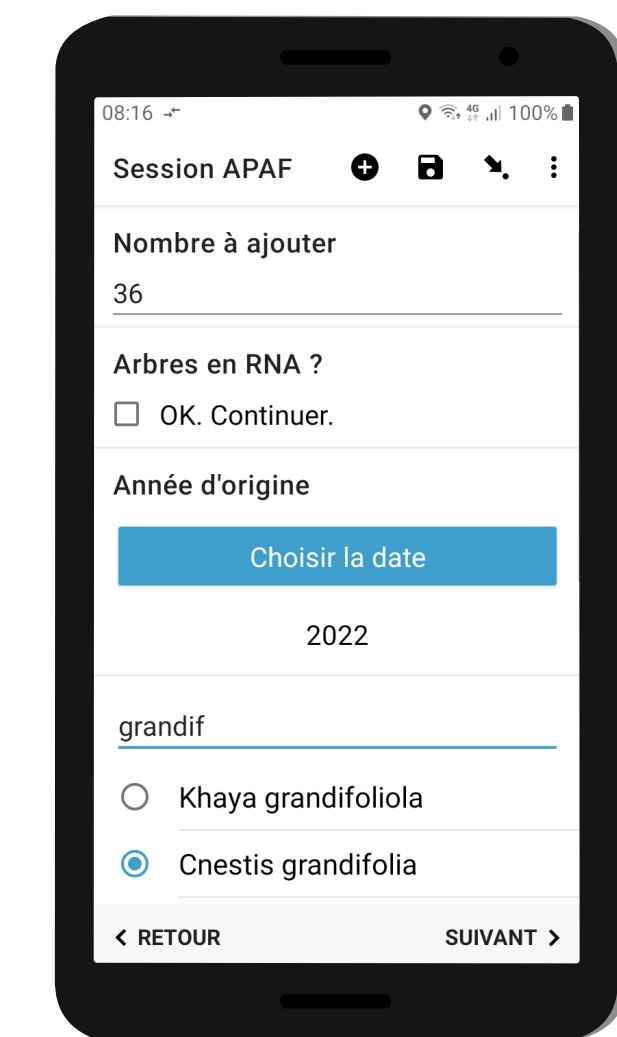 08:16 4G 100%
Session APAF
Nombre à ajouter
36
Arbres en RNA ?
OK. Continuer.
Année d'origine
Choisir la date
2022
grandif
Khaya grandifoliola
Cnestis grandifolia
RETOUR SUIVANT